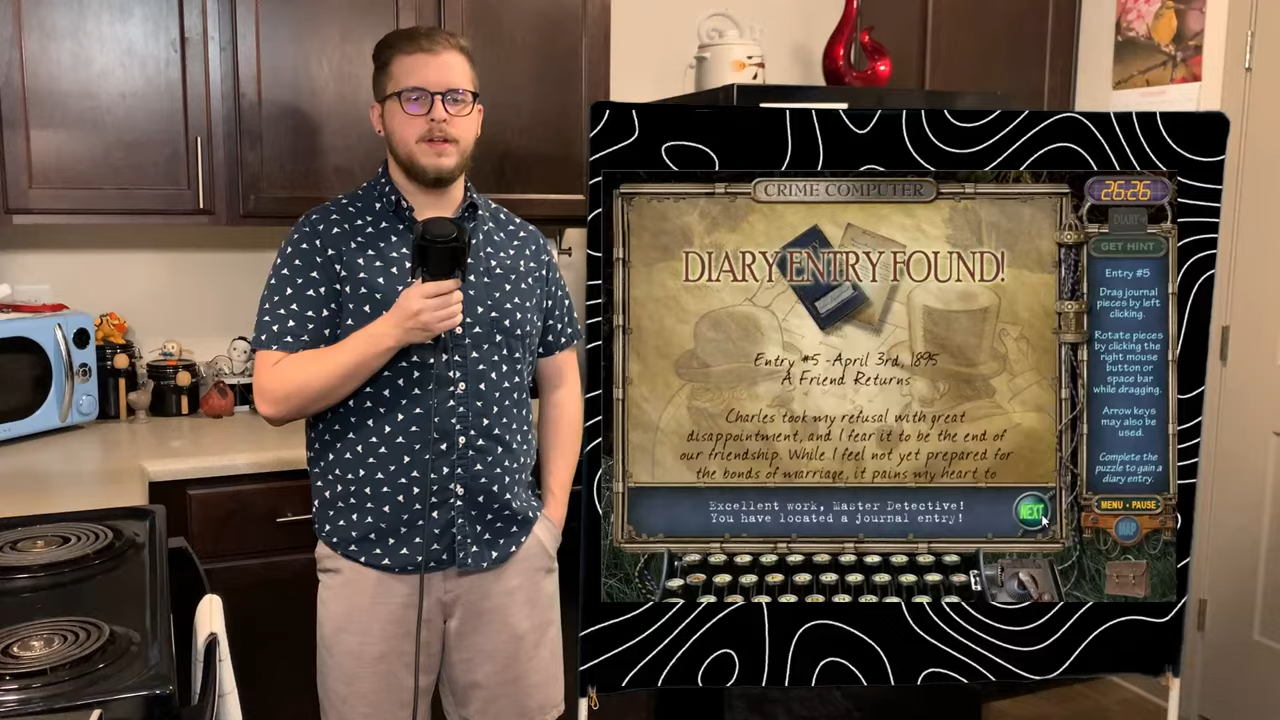 CRIME COMPUTER
26:26
DIARY
GET HINT
DIARY ENTRY FOUND!
Entry #5 - April 3rd, 1895
A Friend Returns
Charles took my refusal with great
disappointment, and I fear it to be the end of
our friendship. While I feel not yet prepared for
the bonds of marriage, it pains my heart to
Excellent work, Master Detective!
You have located a journal entry!
NEXT
Entry #5
Drag journal
pieces by left
clicking.
Rotate pieces
by clicking the
right mouse
button or
space bar
while dragging.
Arrow keys
may also be
used.
Complete the
puzzle to gain a
diary entry.
MENU • PAUSE
MAP